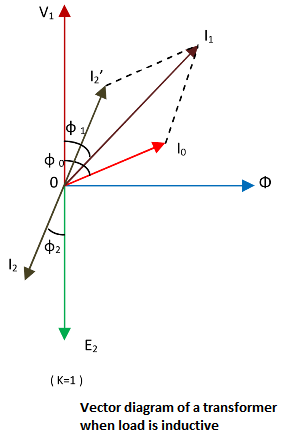 V₁
I₂′
I₁
ϕ₁
ϕ₀
I₀
0
Φ
ϕ₂
I₂
E₂
( K=1 )
Vector diagram of a transformer
when load is inductive